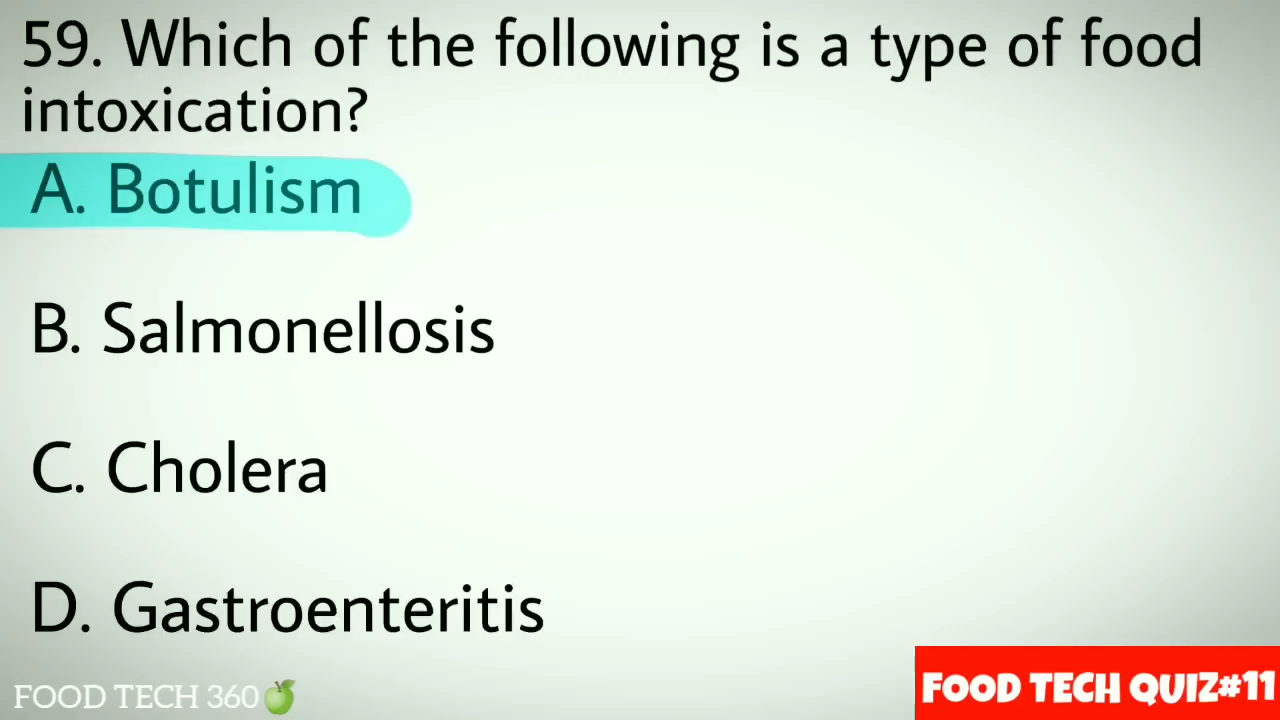 59. Which of the following is a type of food
intoxication?
A. Botulism
B. Salmonellosis
C. Cholera
D. Gastroenteritis
FOOD TECH 360
FOOD TECH QUIZ#11